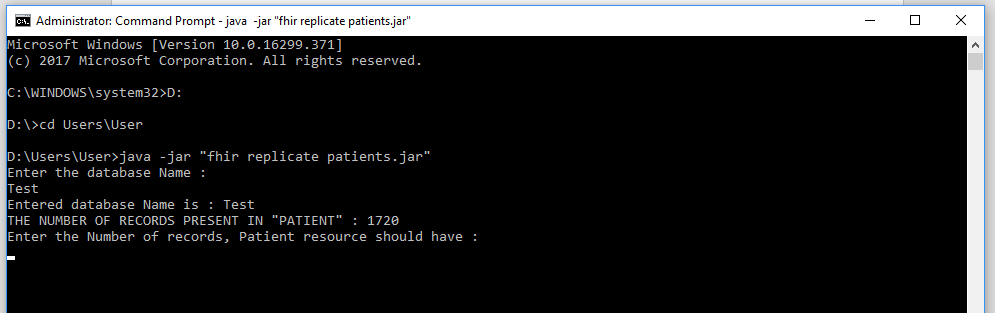 Administrator: Command Prompt - java  -jar "fhir replicate patients.jar"
Microsoft Windows [Version 10.0.16299.371]
(c) 2017 Microsoft Corporation. All rights reserved.
C:\WINDOWS\system32>D:
D:\>cd Users\User
D:\Users\User>java -jar "fhir replicate patients.jar"
Enter the database Name :
Test
Entered database Name is : Test
THE NUMBER OF RECORDS PRESENT IN "PATIENT" : 1720
Enter the Number of records, Patient resource should have :